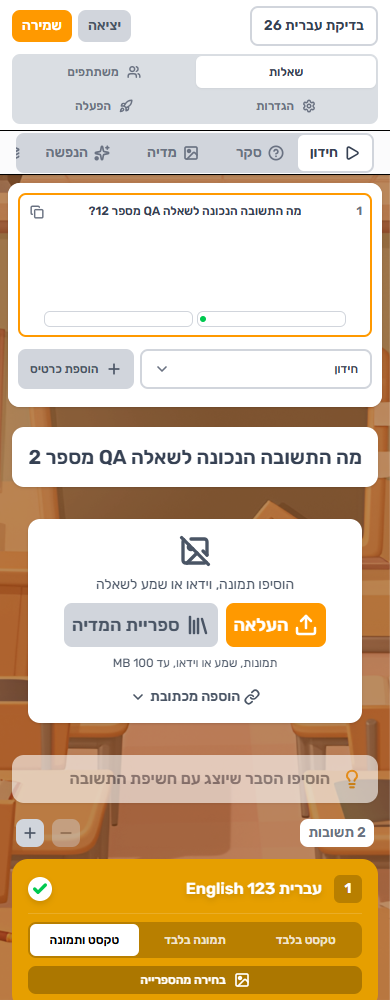 בדיקת עברית 26
יציאה
שמירה
שאלות
משתתפים
הגדרות
הפעלה
חידון
סקר
מדיה
הנפשה
1
מה התשובה הנכונה לשאלה QA מספר 12?
חידון
הוספת כרטיס
מה התשובה הנכונה לשאלה QA מספר 2
הוסיפו תמונה, וידאו או שמע לשאלה
העלאה
ספריית המדיה
תמונות, שמע או וידאו, עד 100 MB
הוספה מכתובת
הוסיפו הסבר שיוצג עם חשיפת התשובה
2 תשובות
1
עברית English 123
טקסט בלבד
תמונה בלבד
טקסט ותמונה
בחירה מהספרייה